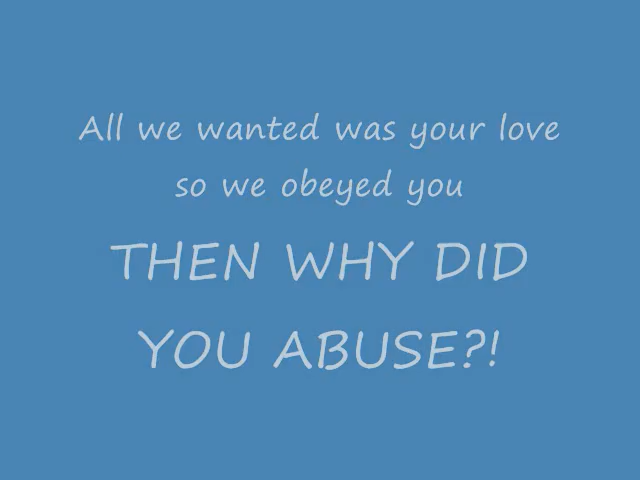 All we wanted was your love
so we obeyed you
THEN WHY DID
YOU ABUSE?!